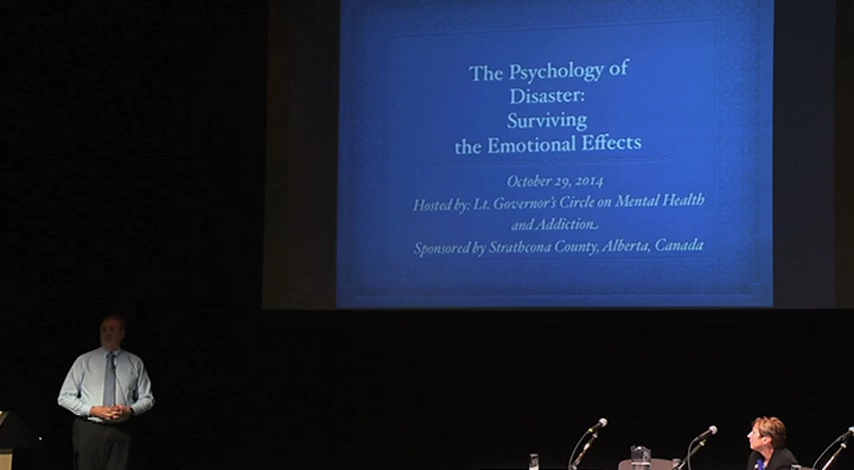 The Psychology of
Disaster:
Surviving
the Emotional Effects
October 29, 2014
Hosted by: Lt. Governor's Circle on Mental Health
and Addiction.
Sponsored by Strathcona County, Alberta, Canada